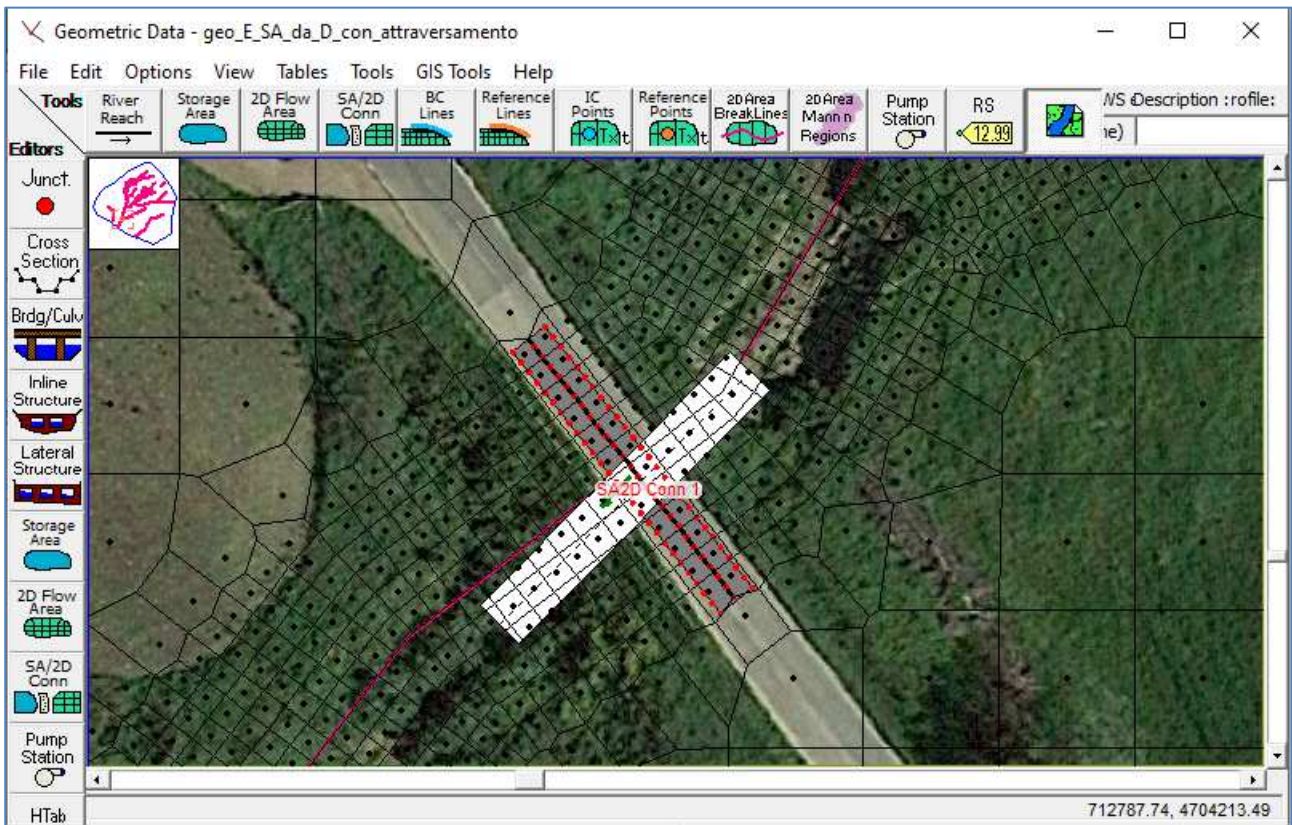 Geometric Data - geo_E_SA_da_D_con_attraversamento
File Edit Options View Tables Tools GIS Tools Help
Tools
Editors
River
Reach
Storage
Area
2D Flow
Area
SA/2D
Conn
BC
Lines
Reference
Lines
IC
Points
Reference
Points
2D Area
BreakLines
2D Area
Mann n
Regions
Pump
Station
RS
12.99
WS
Description :
rofile:
ne)
Junct.
Cross
Section
Brdg/Culv
Inline
Structure
Lateral
Structure
Storage
Area
2D Flow
Area
SA/2D
Conn
Pump
Station
HTab
SA2D Conn 1
712787.74, 4704213.49